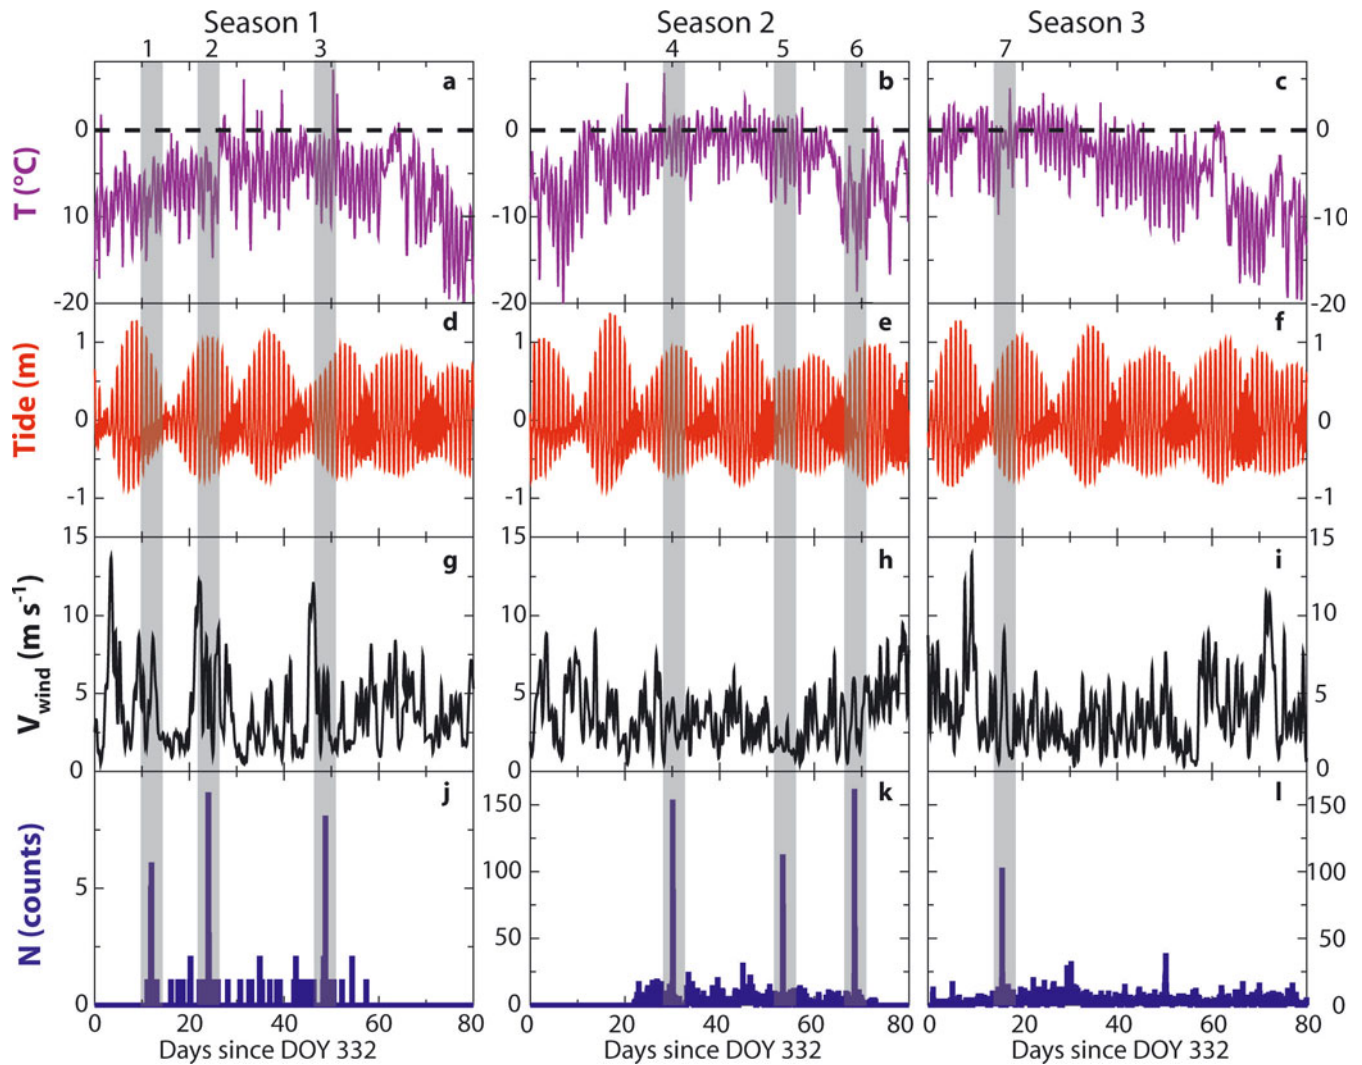 Season 1 Season 2 Season 3
1 2 3 4 5 6 7
a b c
T (°C)
0 0 0
10 -10 -10
-20 -20 -20
d e f
Tide (m)
1 1 1
0 0 0
-1 -1 -1
g h i
Vwind (m s-1)
15 15 15
10 10 10
5 5 5
0 0 0
j k l
N (counts)
150 150
5 100 100
50 50
0 0 0
0 20 40 60 80 0 20 40 60 80 0 20 40 60 80
Days since DOY 332 Days since DOY 332 Days since DOY 332